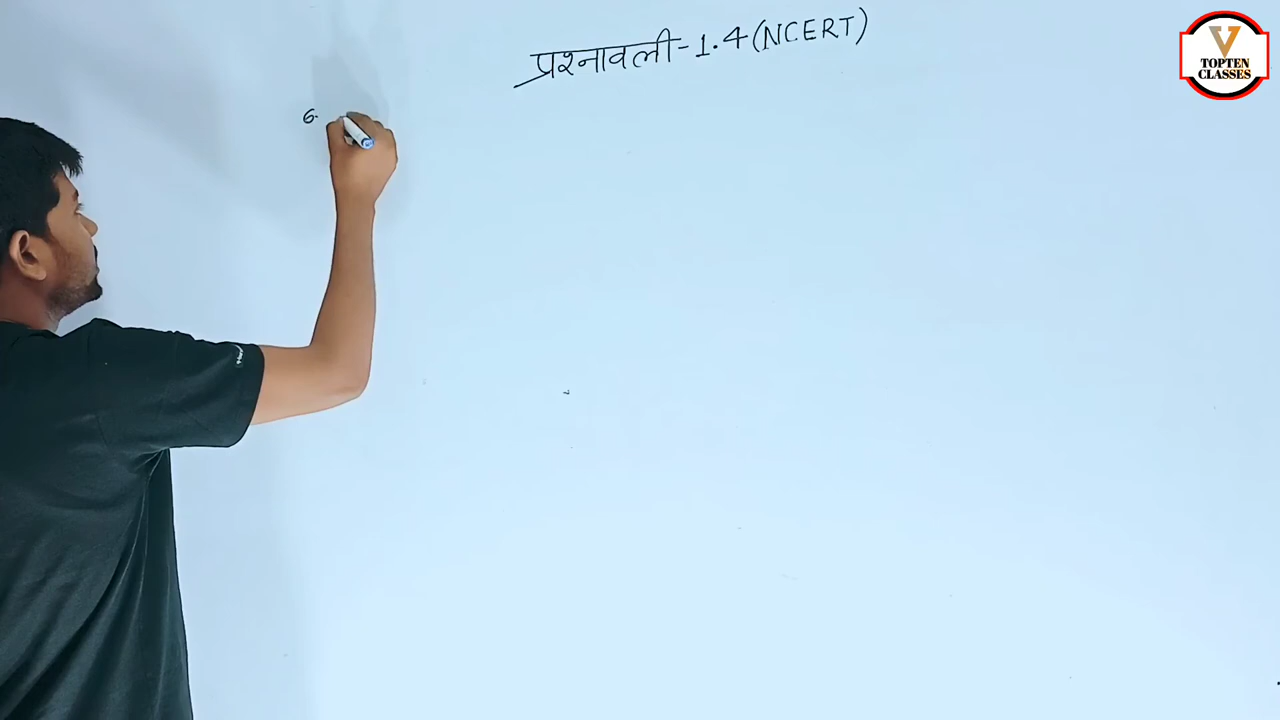 प्रश्नावली-1.4(NCERT)
V
TOPTEN
CLASSES
6.